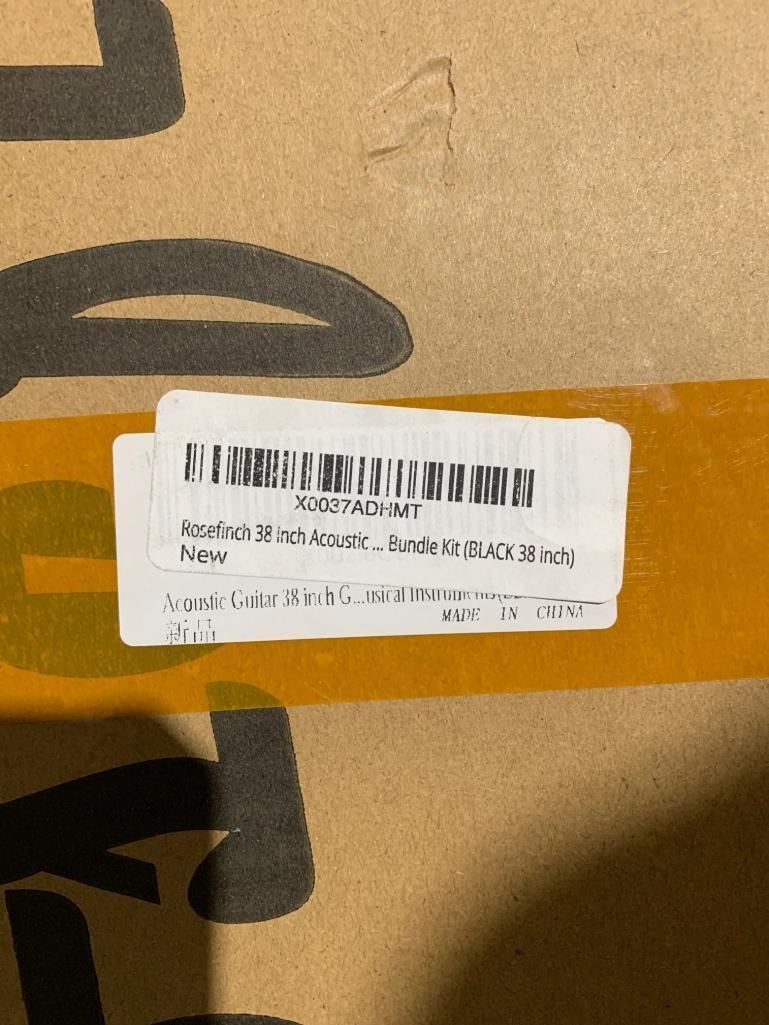 X0037ADHMT
Rosefinch 38 inch Acoustic ... Bundle Kit (BLACK 38 inch)
New
Acoustic Guitar 38 inch G...usical Instruments(
MADE IN CHINA
新品